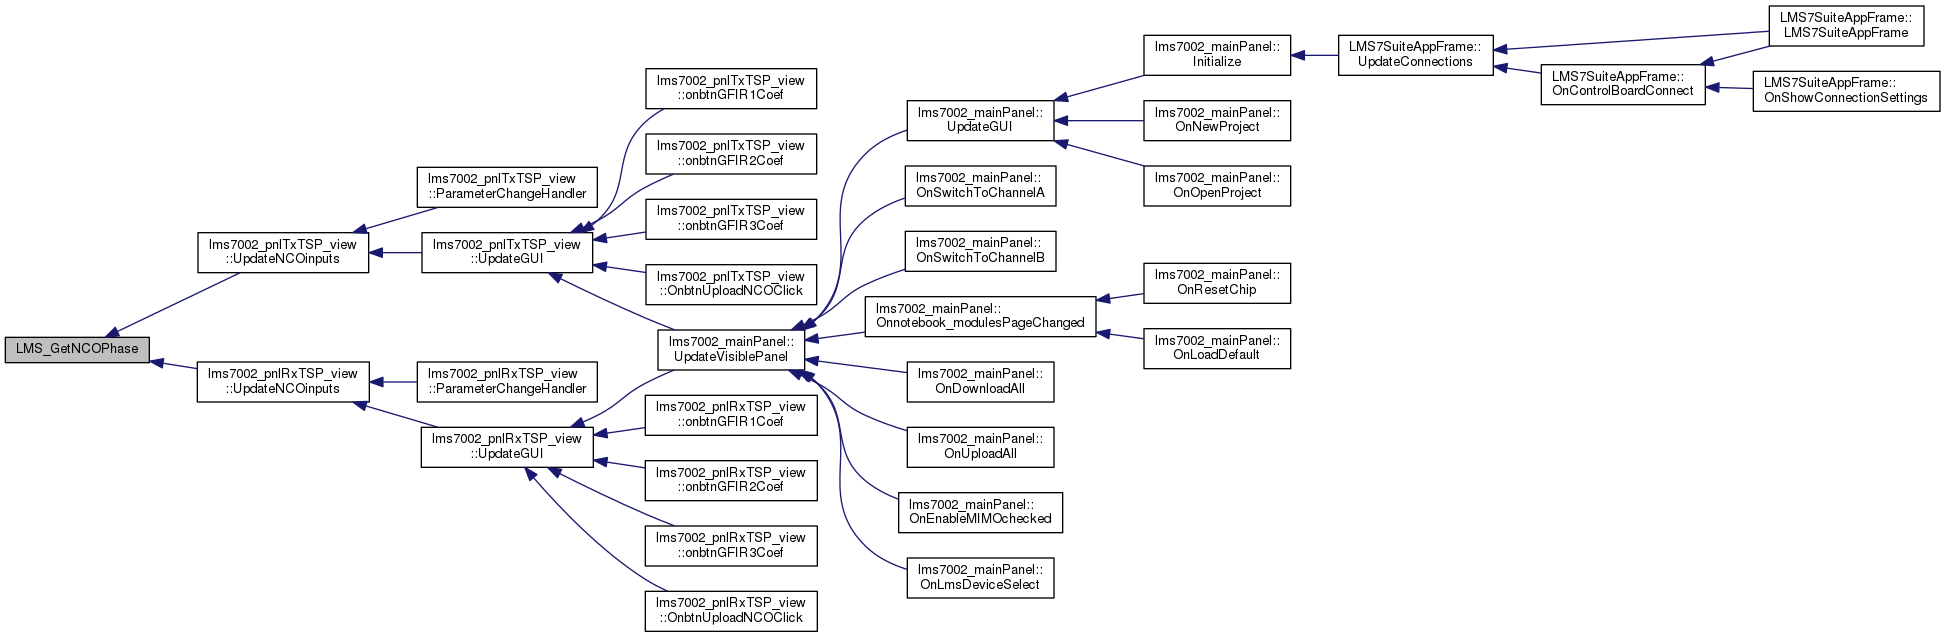 LMS_GetNCOPhase
lms7002_pnlTxTSP_view
::UpdateNCOinputs
lms7002_pnlRxTSP_view
::UpdateNCOinputs
lms7002_pnlTxTSP_view
::ParameterChangeHandler
lms7002_pnlTxTSP_view
::UpdateGUI
lms7002_pnlRxTSP_view
::ParameterChangeHandler
lms7002_pnlRxTSP_view
::UpdateGUI
lms7002_pnlTxTSP_view
::onbtnGFIR1Coef
lms7002_pnlTxTSP_view
::onbtnGFIR2Coef
lms7002_pnlTxTSP_view
::onbtnGFIR3Coef
lms7002_pnlTxTSP_view
::OnbtnUploadNCOClick
lms7002_mainPanel::
UpdateVisiblePanel
lms7002_pnlRxTSP_view
::onbtnGFIR1Coef
lms7002_pnlRxTSP_view
::onbtnGFIR2Coef
lms7002_pnlRxTSP_view
::onbtnGFIR3Coef
lms7002_pnlRxTSP_view
::OnbtnUploadNCOClick
lms7002_mainPanel::
UpdateGUI
lms7002_mainPanel::
OnSwitchToChannelA
lms7002_mainPanel::
OnSwitchToChannelB
lms7002_mainPanel::
Onnotebook_modulesPageChanged
lms7002_mainPanel::
OnDownloadAll
lms7002_mainPanel::
OnUploadAll
lms7002_mainPanel::
OnEnableMIMOchecked
lms7002_mainPanel::
OnLmsDeviceSelect
lms7002_mainPanel::
Initialize
lms7002_mainPanel::
OnNewProject
lms7002_mainPanel::
OnOpenProject
lms7002_mainPanel::
OnResetChip
lms7002_mainPanel::
OnLoadDefault
LMS7SuiteAppFrame::
UpdateConnections
LMS7SuiteAppFrame::
OnControlBoardConnect
LMS7SuiteAppFrame::
LMS7SuiteAppFrame
LMS7SuiteAppFrame::
OnShowConnectionSettings